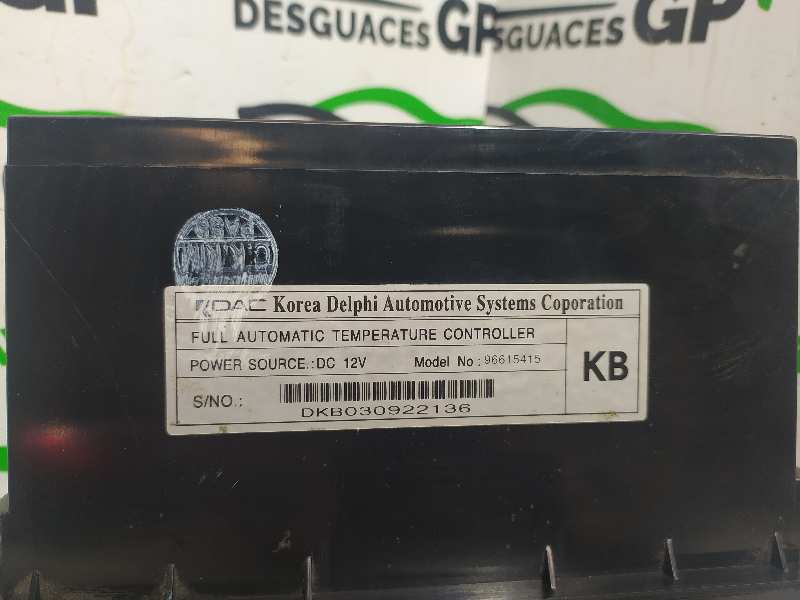 DESGUACES GP
SGUACES GP
KDAC Korea Delphi Automotive Systems Coporation
FULL AUTOMATIC TEMPERATURE CONTROLLER
POWER SOURCE.:DC 12V Model No:96615415
KB
S/NO.:
DKB030922136